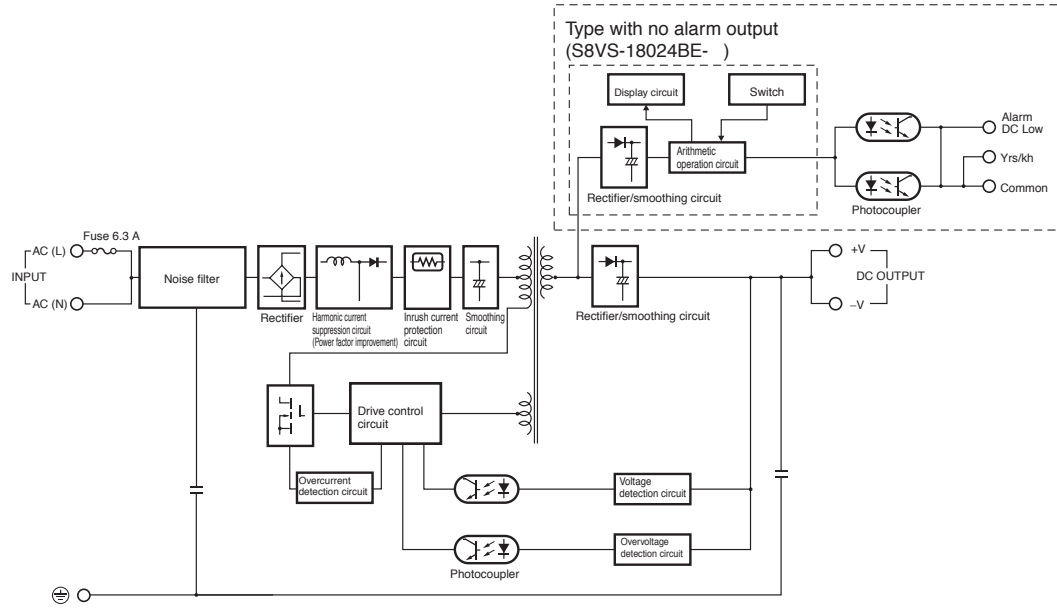 Type with no alarm output
(S8VS-18024BE- )
Display circuit
Switch
Arithmetic
operation circuit
Rectifier/smoothing circuit
Photocoupler
Alarm
DC Low
Yrs/kh
Common
Fuse 6.3 A
AC (L)
INPUT
AC (N)
Noise filter
Rectifier
Harmonic current
suppression circuit
(Power factor improvement)
Inrush current
protection
circuit
Smoothing
circuit
Rectifier/smoothing circuit
+V
DC OUTPUT
–V
Drive control
circuit
Overcurrent
detection circuit
Voltage
detection circuit
Overvoltage
detection circuit
Photocoupler